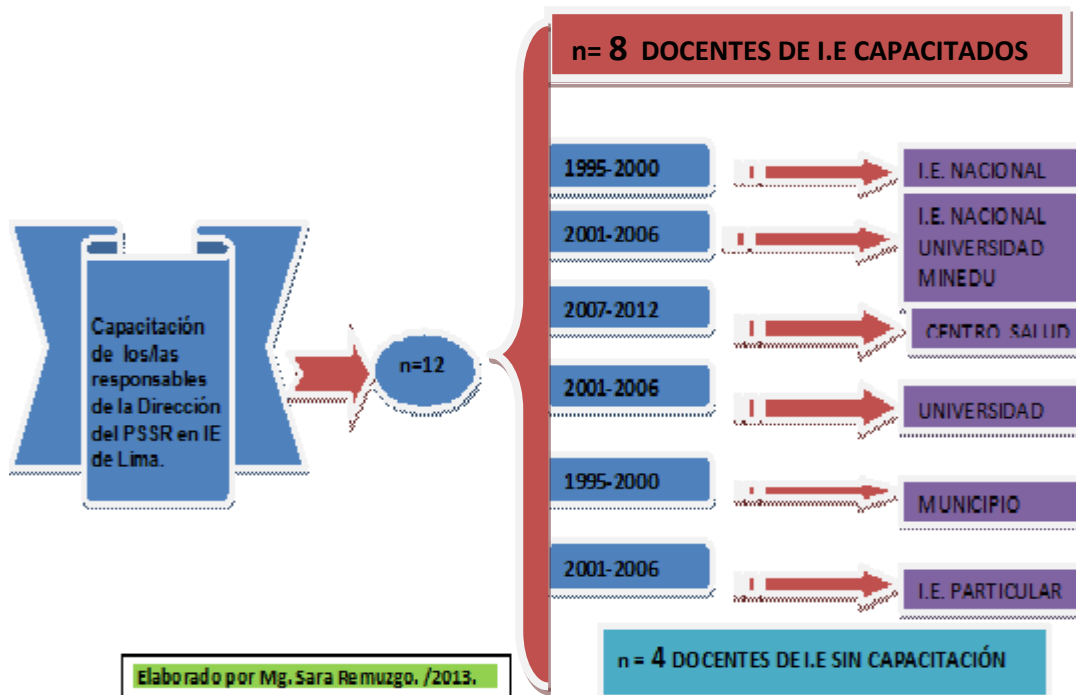 n= 8 DOCENTES DE I.E CAPACITADOS
Capacitación
de los/las
responsables
de la Dirección
del PSSR en IE
de Lima.
n=12
1995-2000
I.E. NACIONAL
2001-2006
I.E. NACIONAL
UNIVERSIDAD
MINEDU
2007-2012
CENTRO SALUD
2001-2006
UNIVERSIDAD
1995-2000
MUNICIPIO
2001-2006
I.E. PARTICULAR
n = 4 DOCENTES DE I.E SIN CAPACITACIÓN
Elaborado por Mg. Sara Remuzgo. /2013.